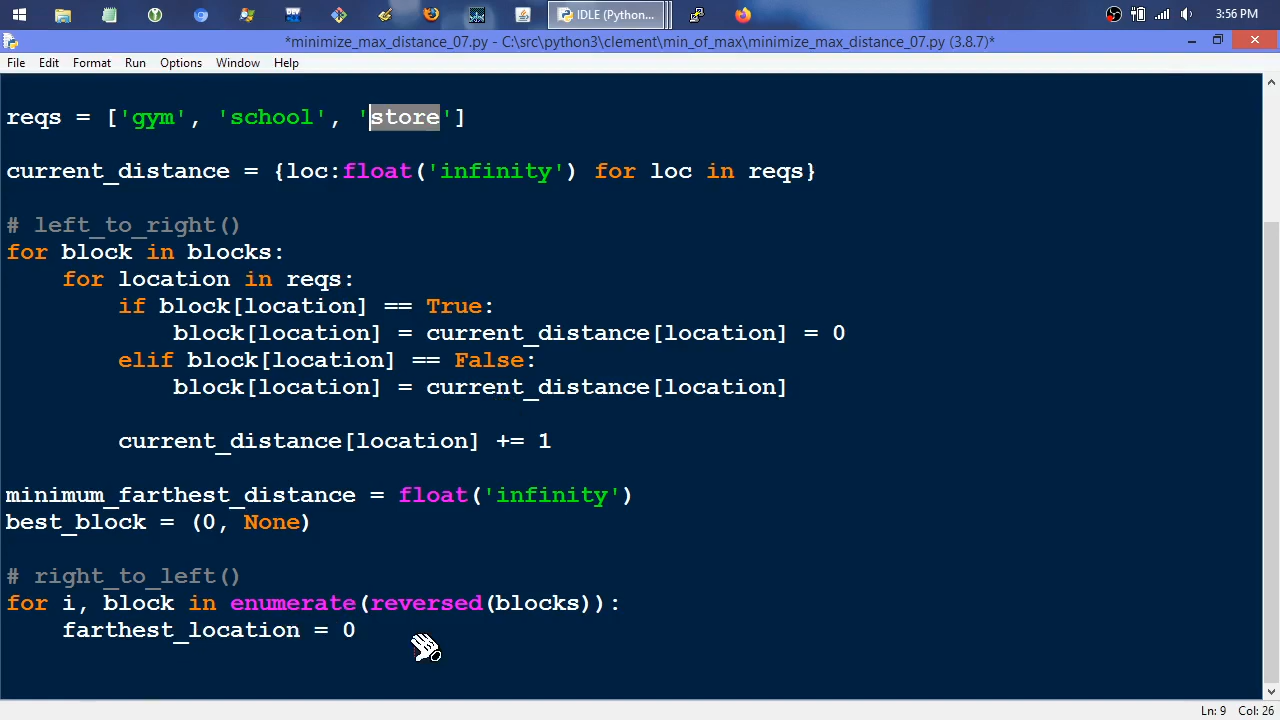 IDLE (Python...
3:56 PM
*minimize_max_distance_07.py - C:\src\python3\clement\min_of_max\minimize_max_distance_07.py (3.8.7)*
File Edit Format Run Options Window Help
reqs = ['gym', 'school', 'store']
current_distance = {loc:float('infinity') for loc in reqs}
# left_to_right()
for block in blocks:
    for location in reqs:
        if block[location] == True:
            block[location] = current_distance[location] = 0
        elif block[location] == False:
            block[location] = current_distance[location]
        current_distance[location] += 1
minimum_farthest_distance = float('infinity')
best_block = (0, None)
# right_to_left()
for i, block in enumerate(reversed(blocks)):
    farthest_location = 0
Ln: 9 Col: 26